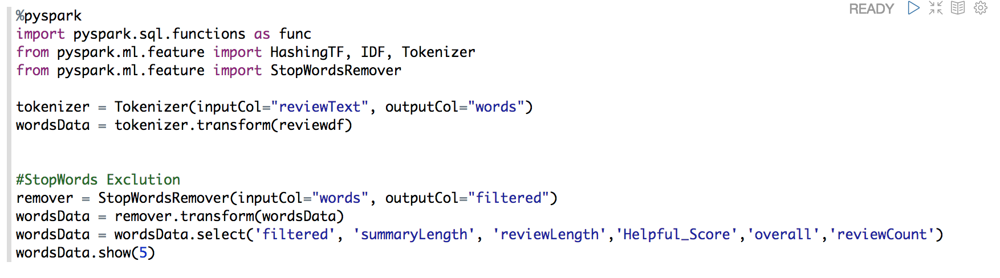 %pyspark
READY
import pyspark.sql.functions as func
from pyspark.ml.feature import HashingTF, IDF, Tokenizer
from pyspark.ml.feature import StopWordsRemover
tokenizer = Tokenizer(inputCol="reviewText", outputCol="words")
wordsData = tokenizer.transform(reviewdf)
#StopWords Exclution
remover = StopWordsRemover(inputCol="words", outputCol="filtered")
wordsData = remover.transform(wordsData)
wordsData = wordsData.select('filtered', 'summaryLength', 'reviewLength','Helpful_Score','overall','reviewCount')
wordsData.show(5)